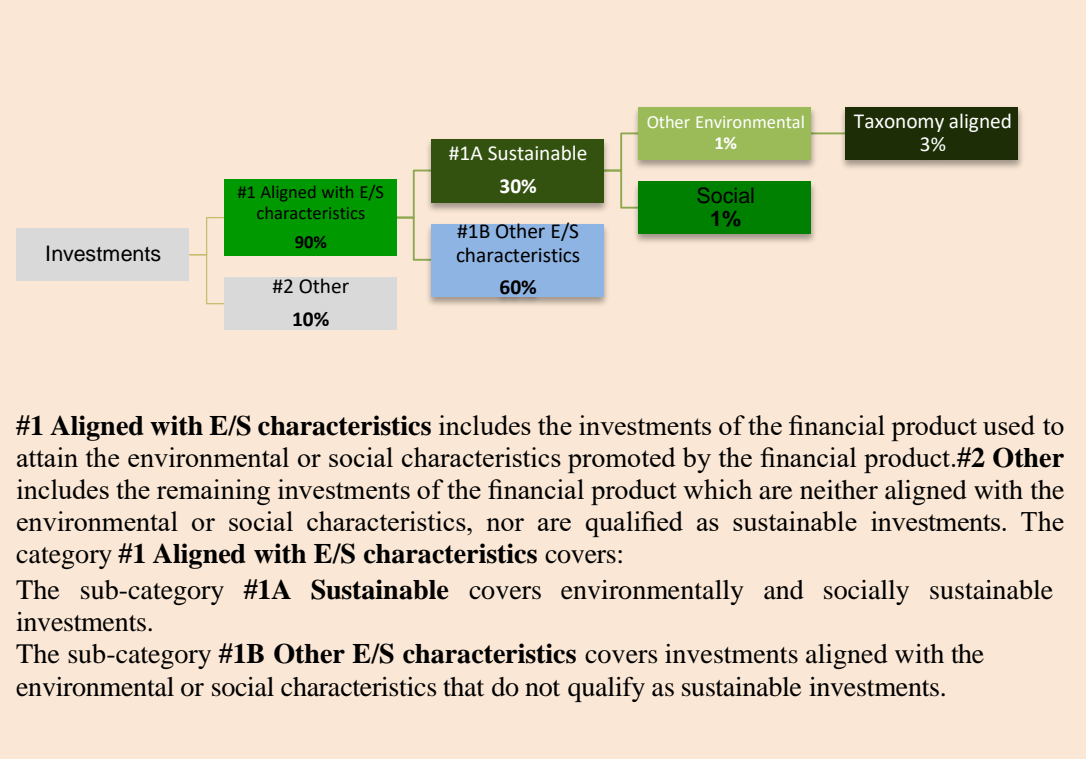 Investments
#1 Aligned with E/S
characteristics
90%
#2 Other
10%
#1A Sustainable
30%
#1B Other E/S
characteristics
60%
Other Environmental
1%
Social
1%
Taxonomy aligned
3%
#1 Aligned with E/S characteristics includes the investments of the financial product used to
attain the environmental or social characteristics promoted by the financial product.#2 Other
includes the remaining investments of the financial product which are neither aligned with the
environmental or social characteristics, nor are qualified as sustainable investments. The
category #1 Aligned with E/S characteristics covers:
The sub-category #1A Sustainable covers environmentally and socially sustainable
investments.
The sub-category #1B Other E/S characteristics covers investments aligned with the
environmental or social characteristics that do not qualify as sustainable investments.